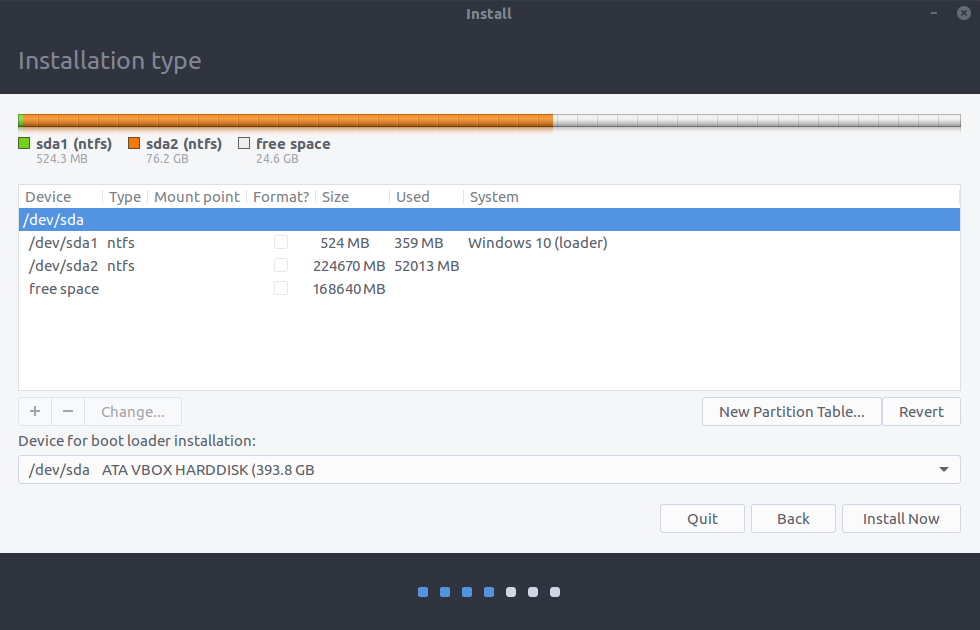 Install
Installation type
sda1 (ntfs) sda2 (ntfs) free space
524.3 MB 76.2 GB 24.6 GB
Device Type Mount point Format? Size Used System
/dev/sda
/dev/sda1 ntfs 524 MB 359 MB Windows 10 (loader)
/dev/sda2 ntfs 224670 MB 52013 MB
free space 168640 MB
+ − Change... New Partition Table... Revert
Device for boot loader installation:
/dev/sda ATA VBOX HARDDISK (393.8 GB
Quit Back Install Now